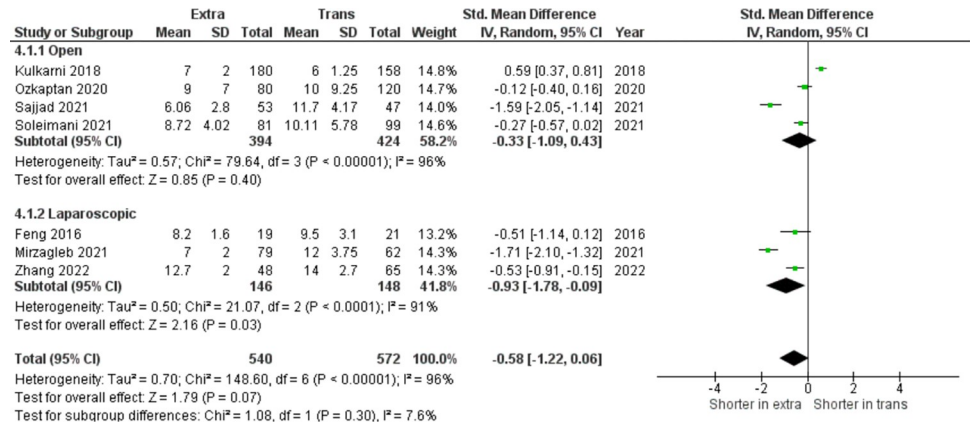 Extra Trans Std. Mean Difference Std. Mean Difference
Study or Subgroup Mean SD Total Mean SD Total Weight IV, Random, 95% CI Year IV, Random, 95% CI
4.1.1 Open
Kulkarni 2018 7 2 180 6 1.25 158 14.8% 0.59 [0.37, 0.81] 2018
Ozkaptan 2020 9 7 80 10 9.25 120 14.8% -0.12 [-0.40, 0.16] 2020
Sajjad 2021 6.06 2.8 53 11.7 4.17 47 14.2% -1.59 [-2.05, -1.14] 2021
Soleimani 2021 8.72 4.02 81 10.11 5.78 99 14.7% -0.27 [-0.57, 0.02] 2021
Subtotal (95% CI) 394 424 58.2% -0.33 [-1.09, 0.43]
Heterogeneity: Tau² = 0.57; Chi² = 79.64, df = 3 (P < 0.00001); I² = 96%
Test for overall effect: Z = 0.85 (P = 0.40)
4.1.2 Laparoscopic
Feng 2016 8.2 1.6 19 9.5 3.1 21 13.2% -0.51 [-1.14, 0.12] 2016
Mirzagleb 2021 7 2 79 12 3.75 62 14.3% -1.71 [-2.10, -1.32] 2021
Zhang 2022 12.7 2 48 14 2.7 65 14.3% -0.53 [-0.91, -0.15] 2022
Subtotal (95% CI) 146 148 41.8% -0.93 [-1.78, -0.09]
Heterogeneity: Tau² = 0.50; Chi² = 21.07, df = 2 (P < 0.0001); I² = 91%
Test for overall effect: Z = 2.16 (P = 0.03)
Total (95% CI) 540 572 100.0% -0.58 [-1.22, 0.06]
Heterogeneity: Tau² = 0.70; Chi² = 148.60, df = 6 (P < 0.00001); I² = 96%
Test for overall effect: Z = 1.79 (P = 0.07)
Test for subgroup differences: Chi² = 1.08, df = 1 (P = 0.30), I² = 7.6%
-4 -2 0 2 4
Shorter in extra Shorter in trans